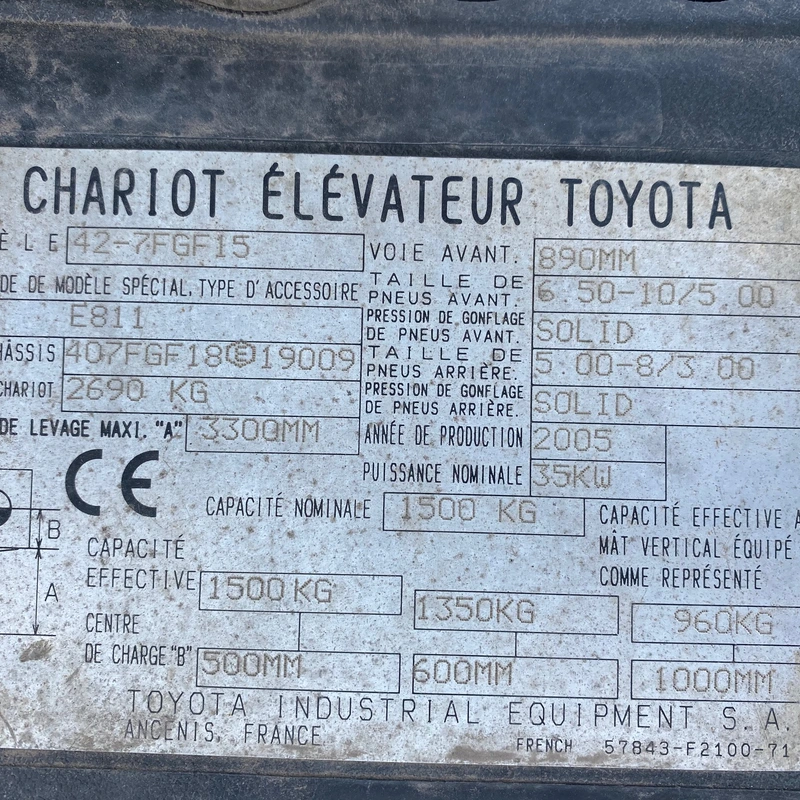 CHARIOT ÉLÉVATEUR TOYOTA
ÈLE 42-7FGF15 VOIE AVANT. 890MM
DE DE MODÈLE SPÉCIAL, TYPE D'ACCESSOIRE TAILLE DE PNEUS AVANT. 6.50-10/5.00
E811 PRESSION DE GONFLAGE DE PNEUS AVANT. SOLID
HÂSSIS 407FGF18Ⓔ19009 TAILLE DE PNEUS ARRIÈRE. 5.00-8/3.00
CHARIOT 2690 KG PRESSION DE GONFLAGE DE PNEUS ARRIÈRE. SOLID
DE LEVAGE MAXI. "A" 3300MM ANNÉE DE PRODUCTION 2005
PUISSANCE NOMINALE 35KW
CE CAPACITÉ NOMINALE 1500 KG
CAPACITÉ EFFECTIVE A
MÂT VERTICAL ÉQUIPÉ
COMME REPRÉSENTÉ
B
A
CAPACITÉ
EFFECTIVE 1500 KG 1350KG 960KG
CENTRE
DE CHARGE "B" 500MM 600MM 1000MM
TOYOTA INDUSTRIAL EQUIPMENT S.A.
ANCENIS, FRANCE
FRENCH 57843-F2100-71